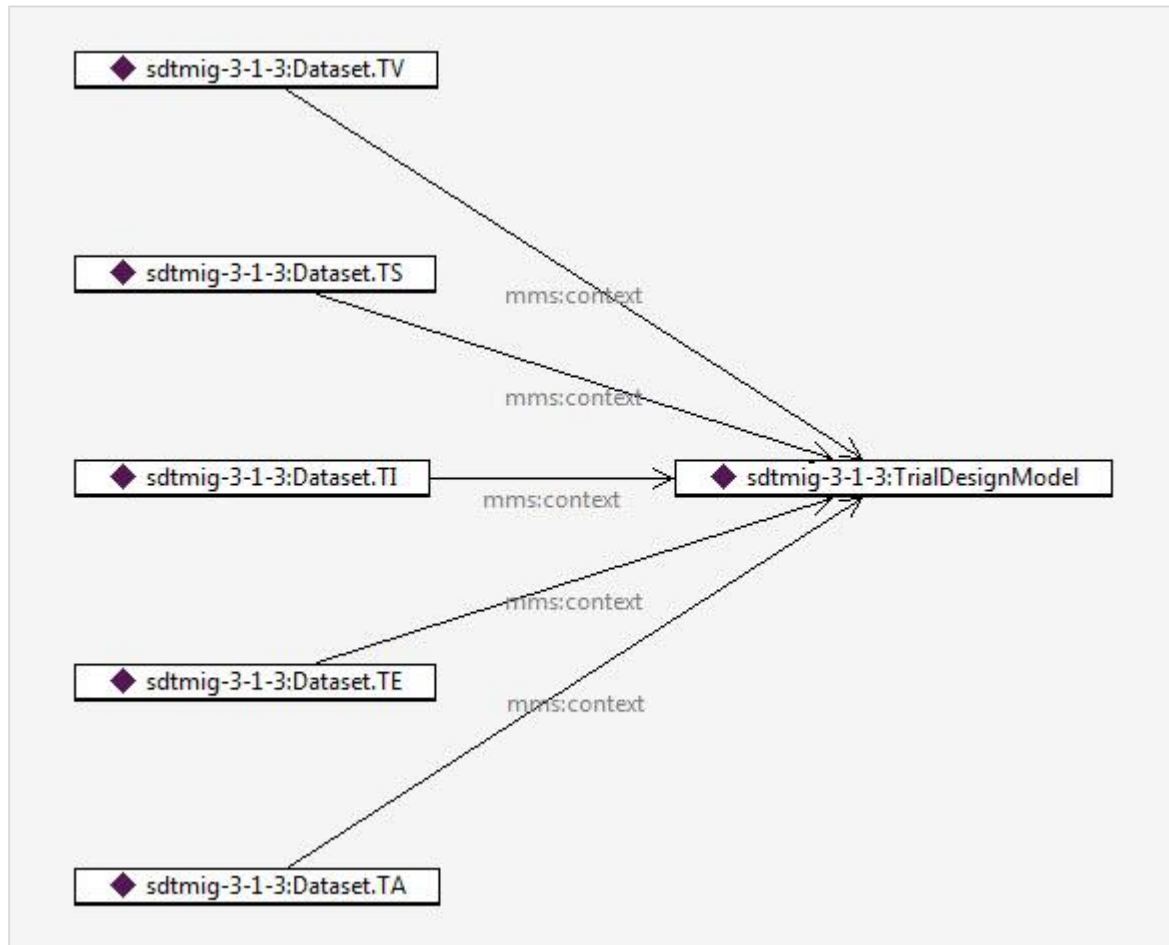 sdtmig-3-1-3:Dataset.TV
sdtmig-3-1-3:Dataset.TS
mms:context
mms:context
sdtmig-3-1-3:Dataset.TI
sdtmig-3-1-3:TrialDesignModel
mms:context
mms:context
sdtmig-3-1-3:Dataset.TE
mms:context
sdtmig-3-1-3:Dataset.TA